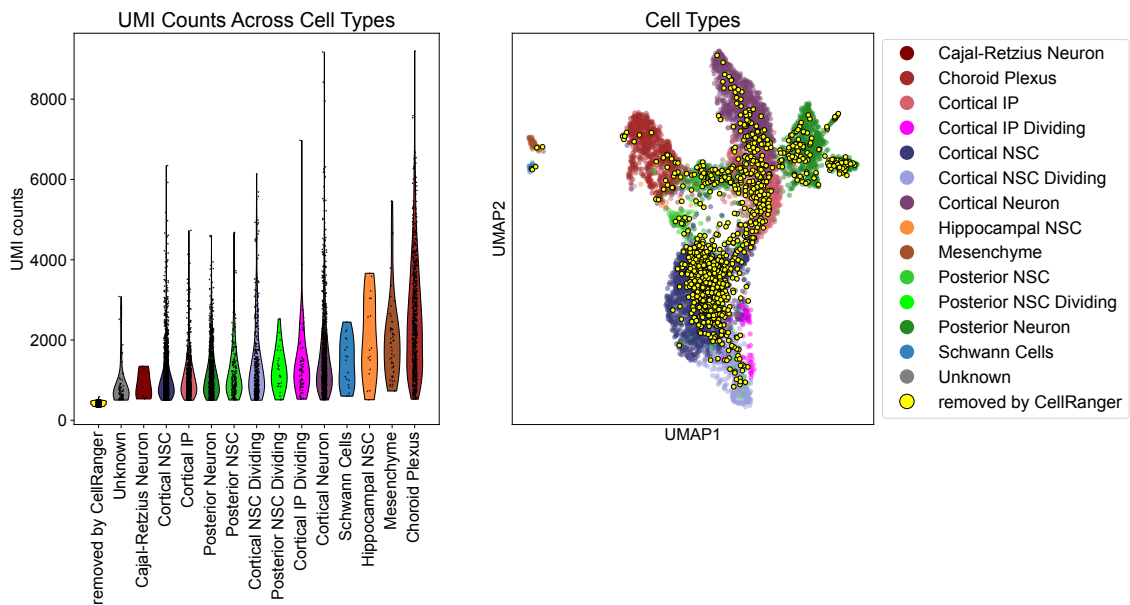 UMI Counts Across Cell Types
UMI counts
8000
6000
4000
2000
0
removed by CellRanger
Unknown
Cajal-Retzius Neuron
Cortical NSC
Cortical IP
Posterior Neuron
Posterior NSC
Cortical NSC Dividing
Posterior NSC Dividing
Cortical IP Dividing
Cortical Neuron
Schwann Cells
Hippocampal NSC
Mesenchyme
Choroid Plexus
Cell Types
UMAP2
UMAP1
Cajal-Retzius Neuron
Choroid Plexus
Cortical IP
Cortical IP Dividing
Cortical NSC
Cortical NSC Dividing
Cortical Neuron
Hippocampal NSC
Mesenchyme
Posterior NSC
Posterior NSC Dividing
Posterior Neuron
Schwann Cells
Unknown
removed by CellRanger